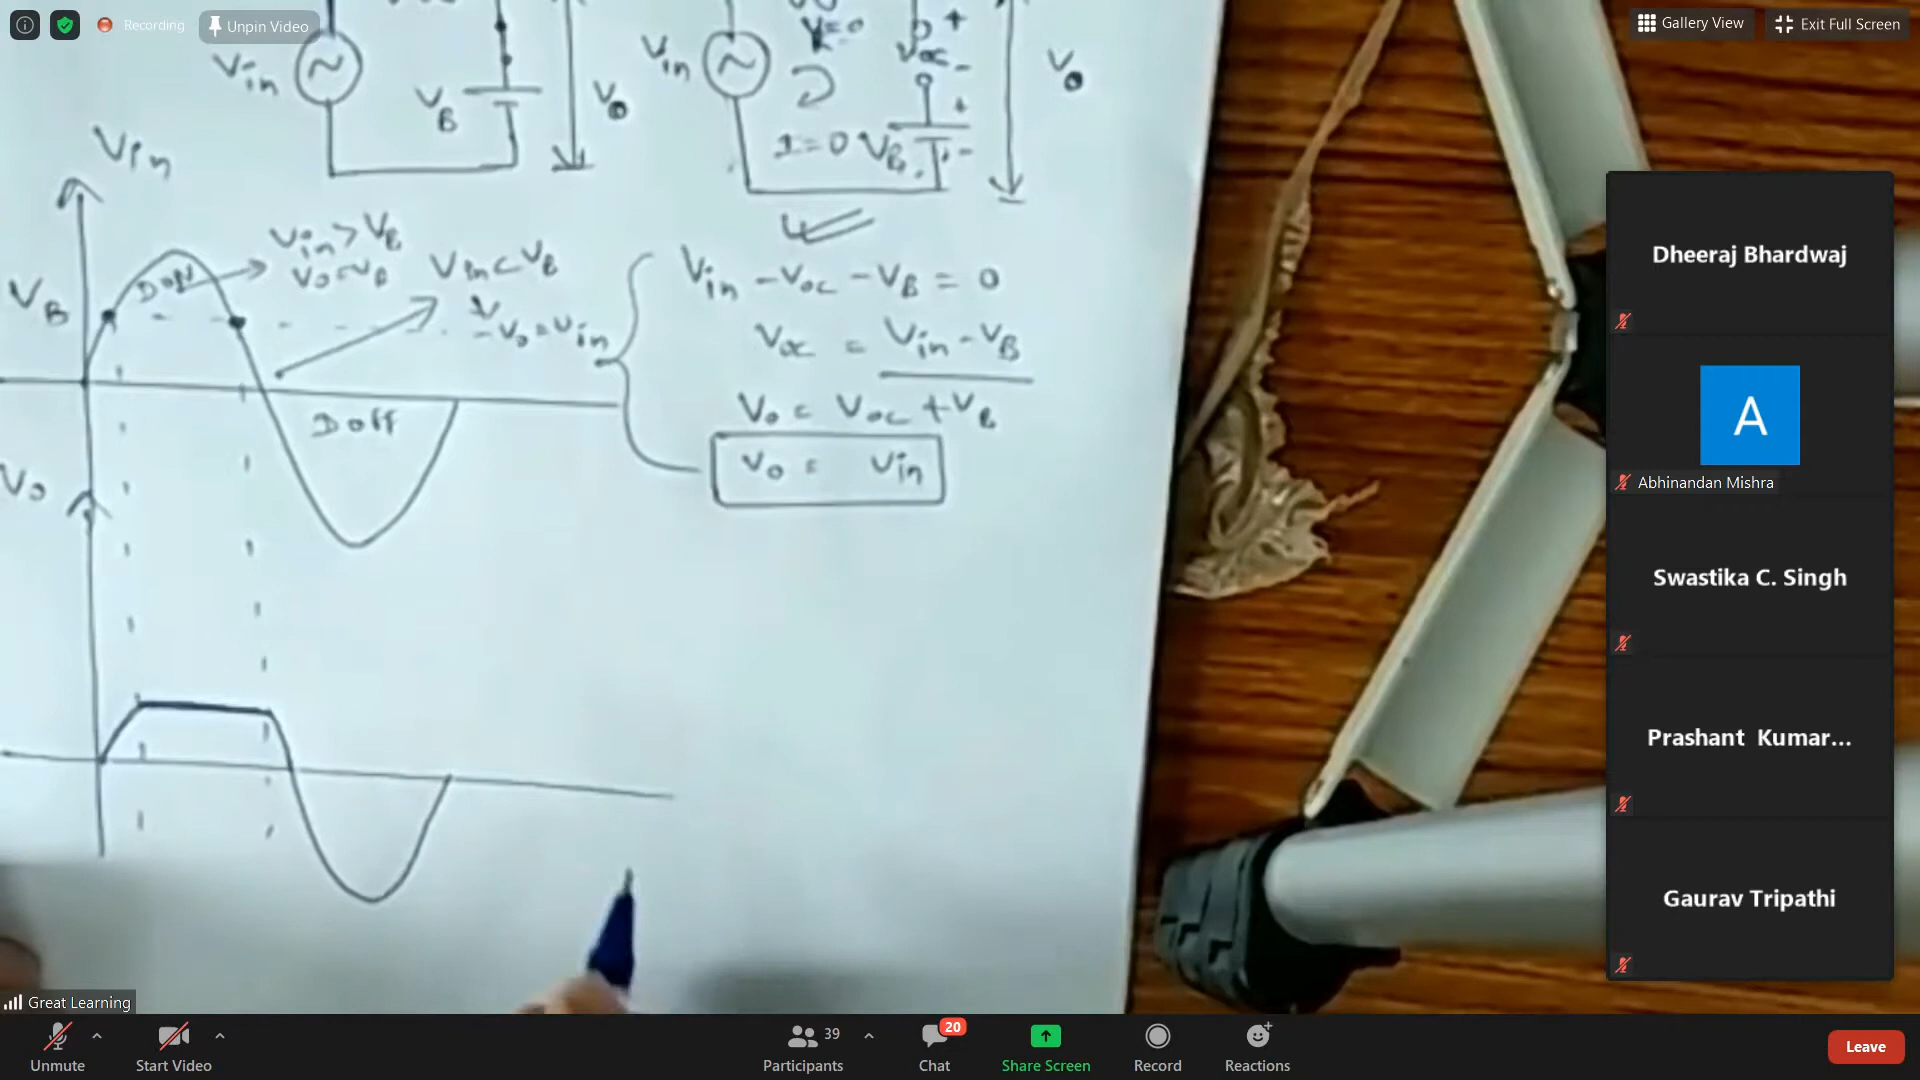 Recording
Unpin Video
Gallery View
Exit Full Screen
Vin
VB
Vo
Vin
V=0
Voc
+
-
I=0
VB
+
-
Vo
Vin
Vin > VB
Vo = VB
Vin < VB
Vo = Vin
VB
D off
Vin - Voc - VB = 0
Voc = Vin - VB
Vo = Voc + VB
Vo = Vin
Vo
Dheeraj Bhardwaj
A
Abhinandan Mishra
Swastika C. Singh
Prashant Kumar...
Gaurav Tripathi
Great Learning
Unmute
Start Video
39
Participants
20
Chat
Share Screen
Record
Reactions
Leave